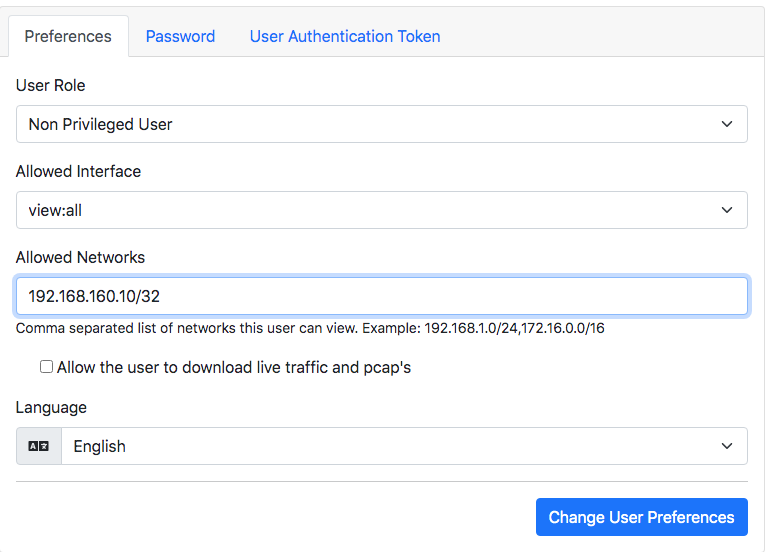 Preferences Password User Authentication Token
User Role
Non Privileged User
Allowed Interface
view:all
Allowed Networks
192.168.160.10/32
Comma separated list of networks this user can view. Example: 192.168.1.0/24,172.16.0.0/16
Allow the user to download live traffic and pcap's
Language
English
Change User Preferences